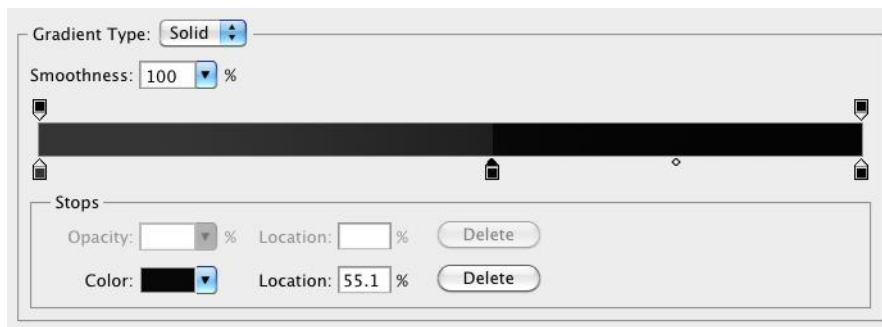 Gradient Type: Solid
Smoothness: 100 %
Stops
Opacity: % Location: % Delete
Color: Location: 55.1 % Delete